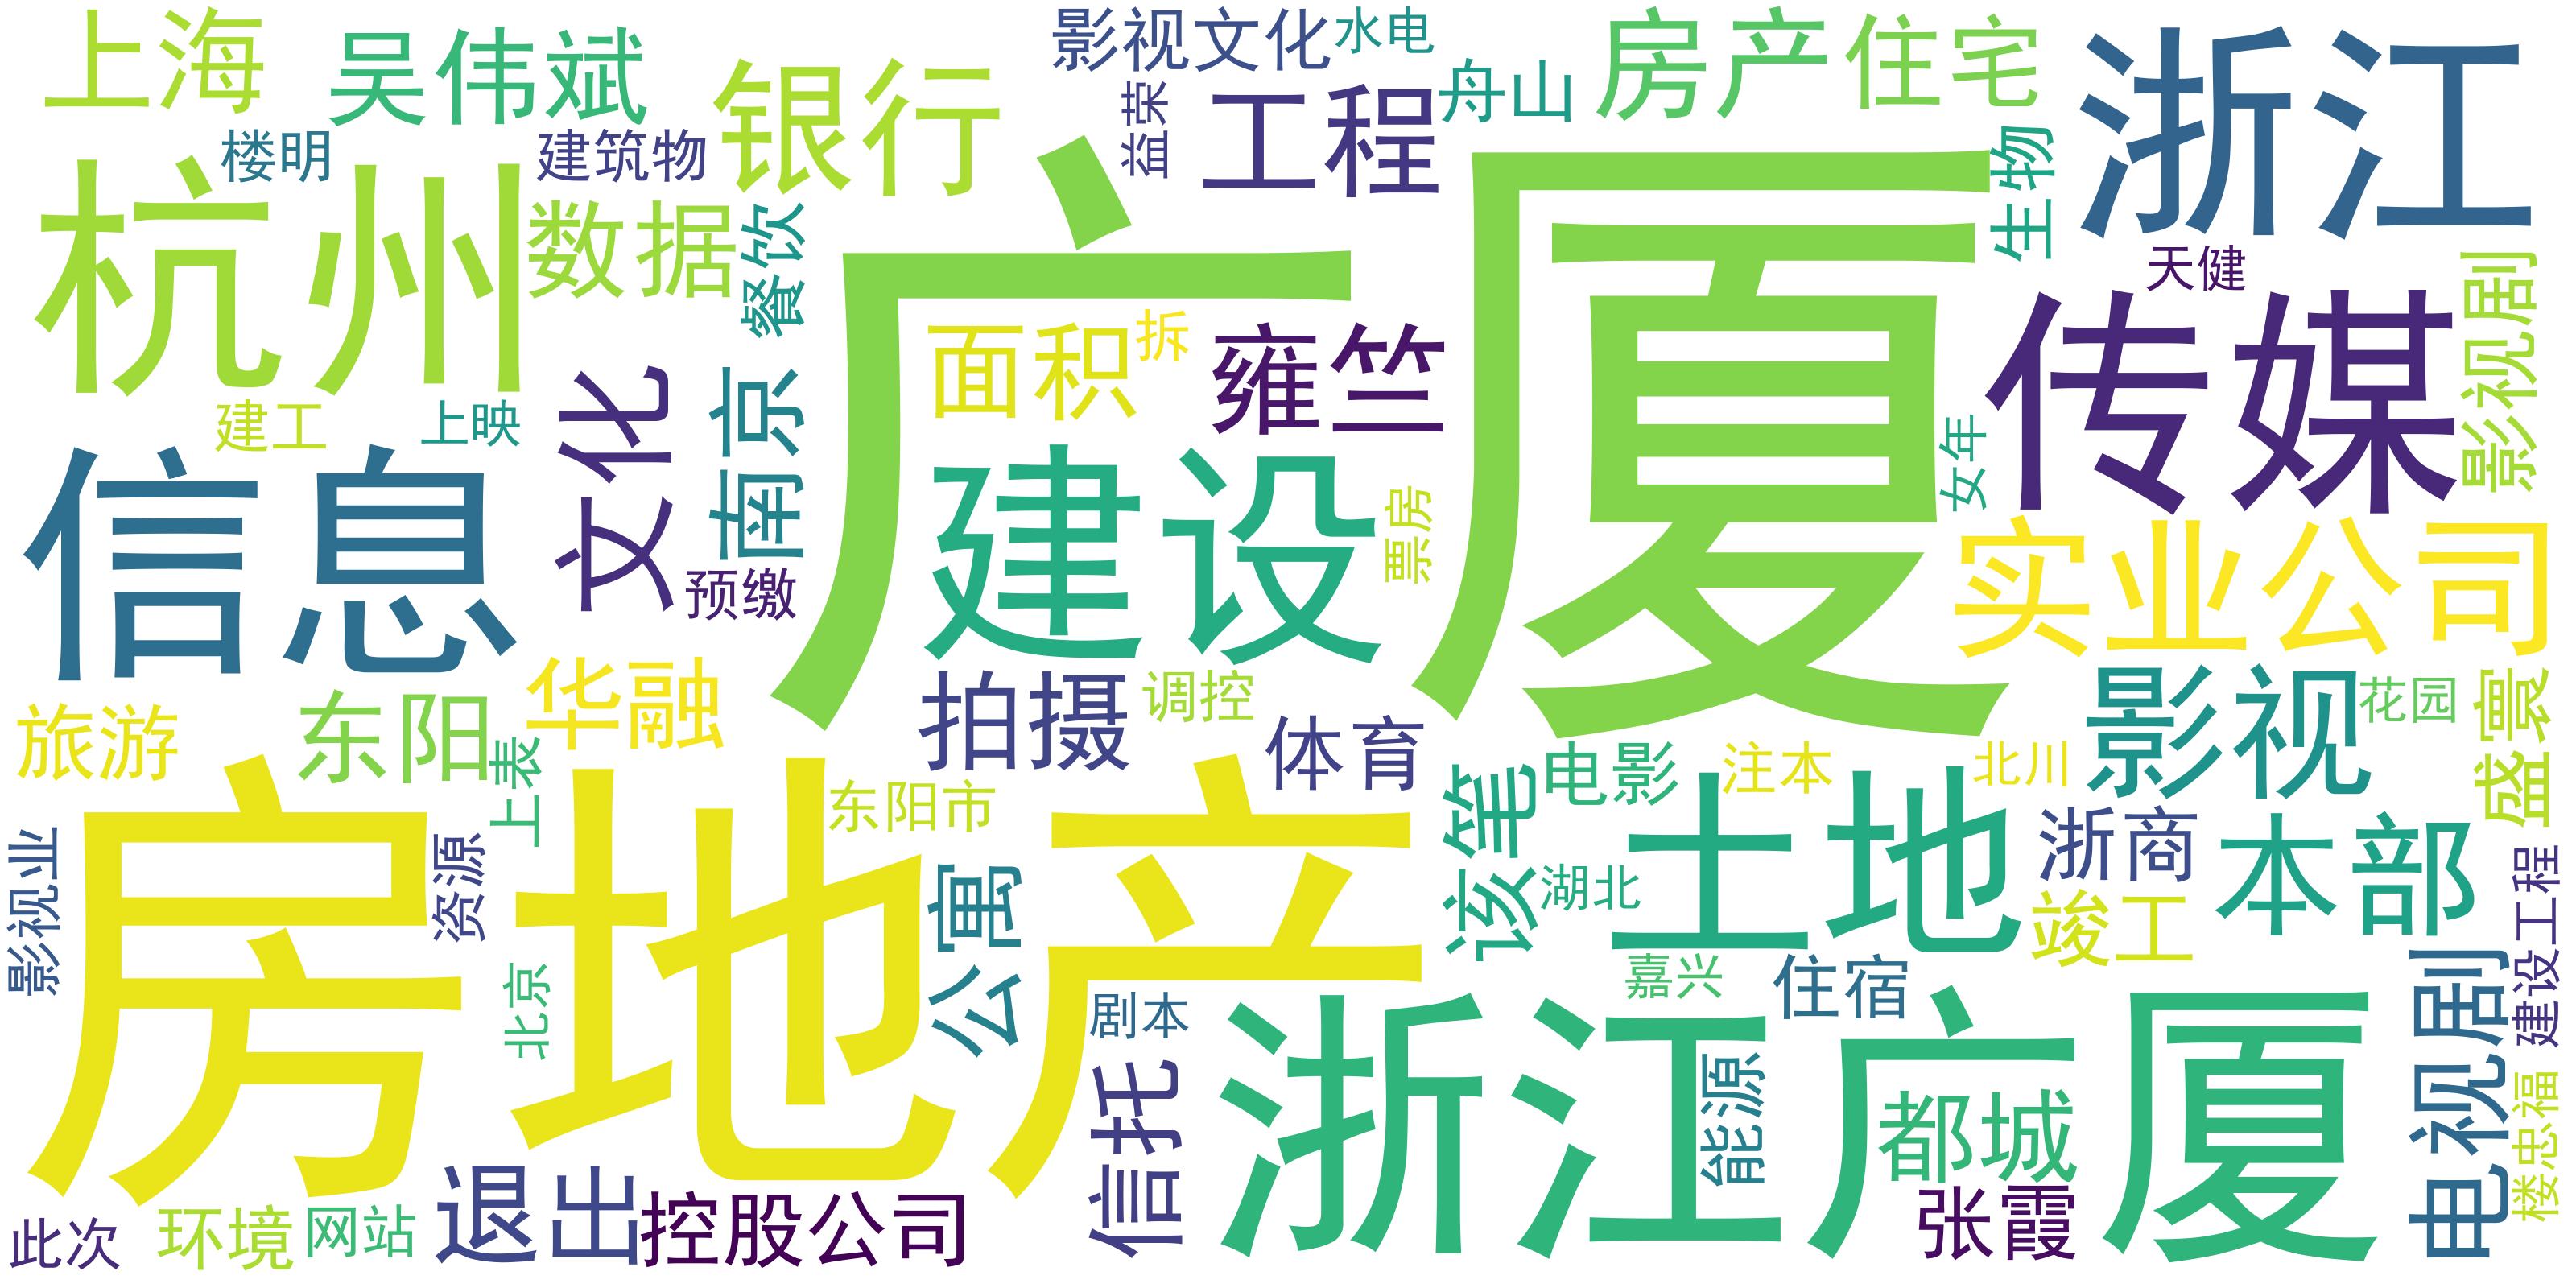 上海
吴伟斌
银行
影视文化
水电
舟山
房产
住宅
浙江
楼明
建筑物
益荣
工程
生物
杭州
数据
餐饮
广厦
天健
影视剧
面积
拆
雍竺
传媒
建工
上映
文化
南京
女年
信息
建设
票房
实业公司
预缴
华融
拍摄
调控
影视
花园
盛寰
旅游
东阳
上表
体育
电影
注本
北川
房地产
东阳市
该笔
土地
浙商
本部
影视业
资源
公寓
湖北
竣工
建设工程
北京
剧本
嘉兴
住宿
电视剧
信托
浙江广厦
能源
都城
楼忠福
此次
环境
网站
退出
控股公司
张霞